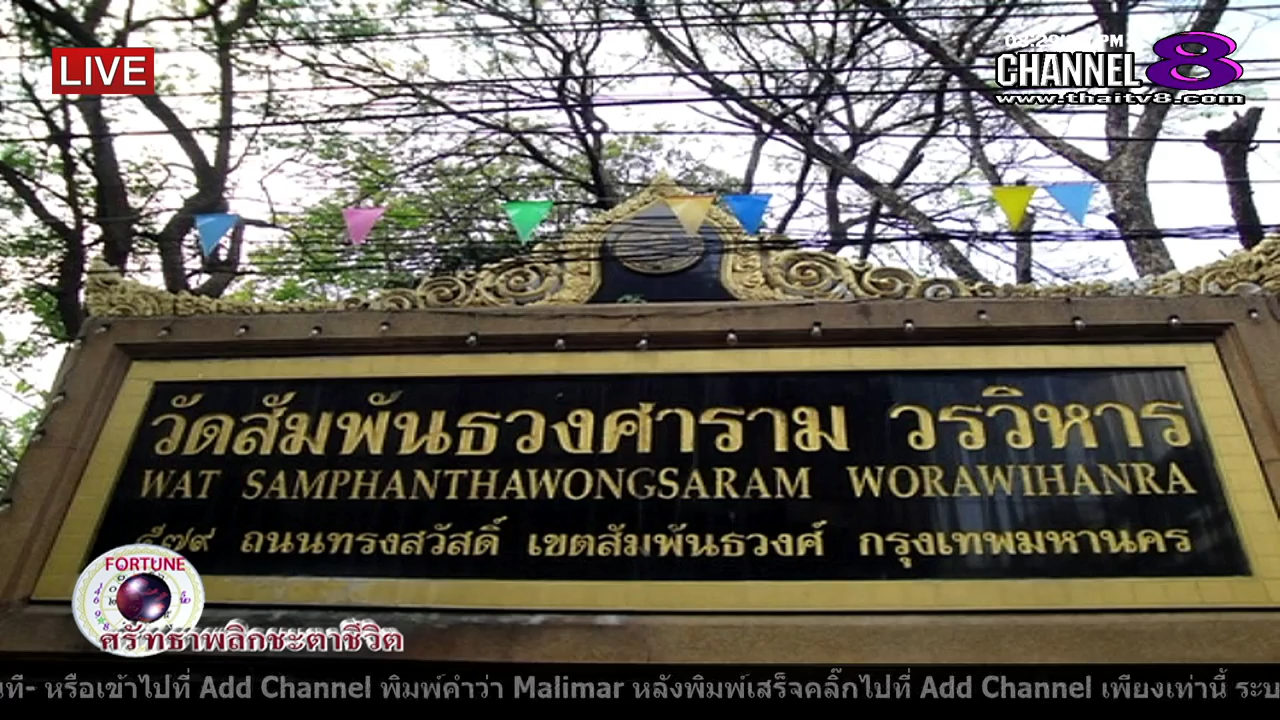 LIVE
CHANNEL 8
www.thaitv8.com
วัดสัมพันธวงศาราม วรวิหาร
WAT SAMPHANTHAWONGSARAM WORAWIHANRA
๕๗๙ ถนนทรงสวัสดิ์ เขตสัมพันธวงศ์ กรุงเทพมหานคร
FORTUNE
ศรัทธาพลิกชะตาชีวิต
หรือเข้าไปที่ Add Channel พิมพ์คำว่า Malimar หลังพิมพ์เสร็จคลิ๊กไปที่ Add Channel เพียงเท่านี้